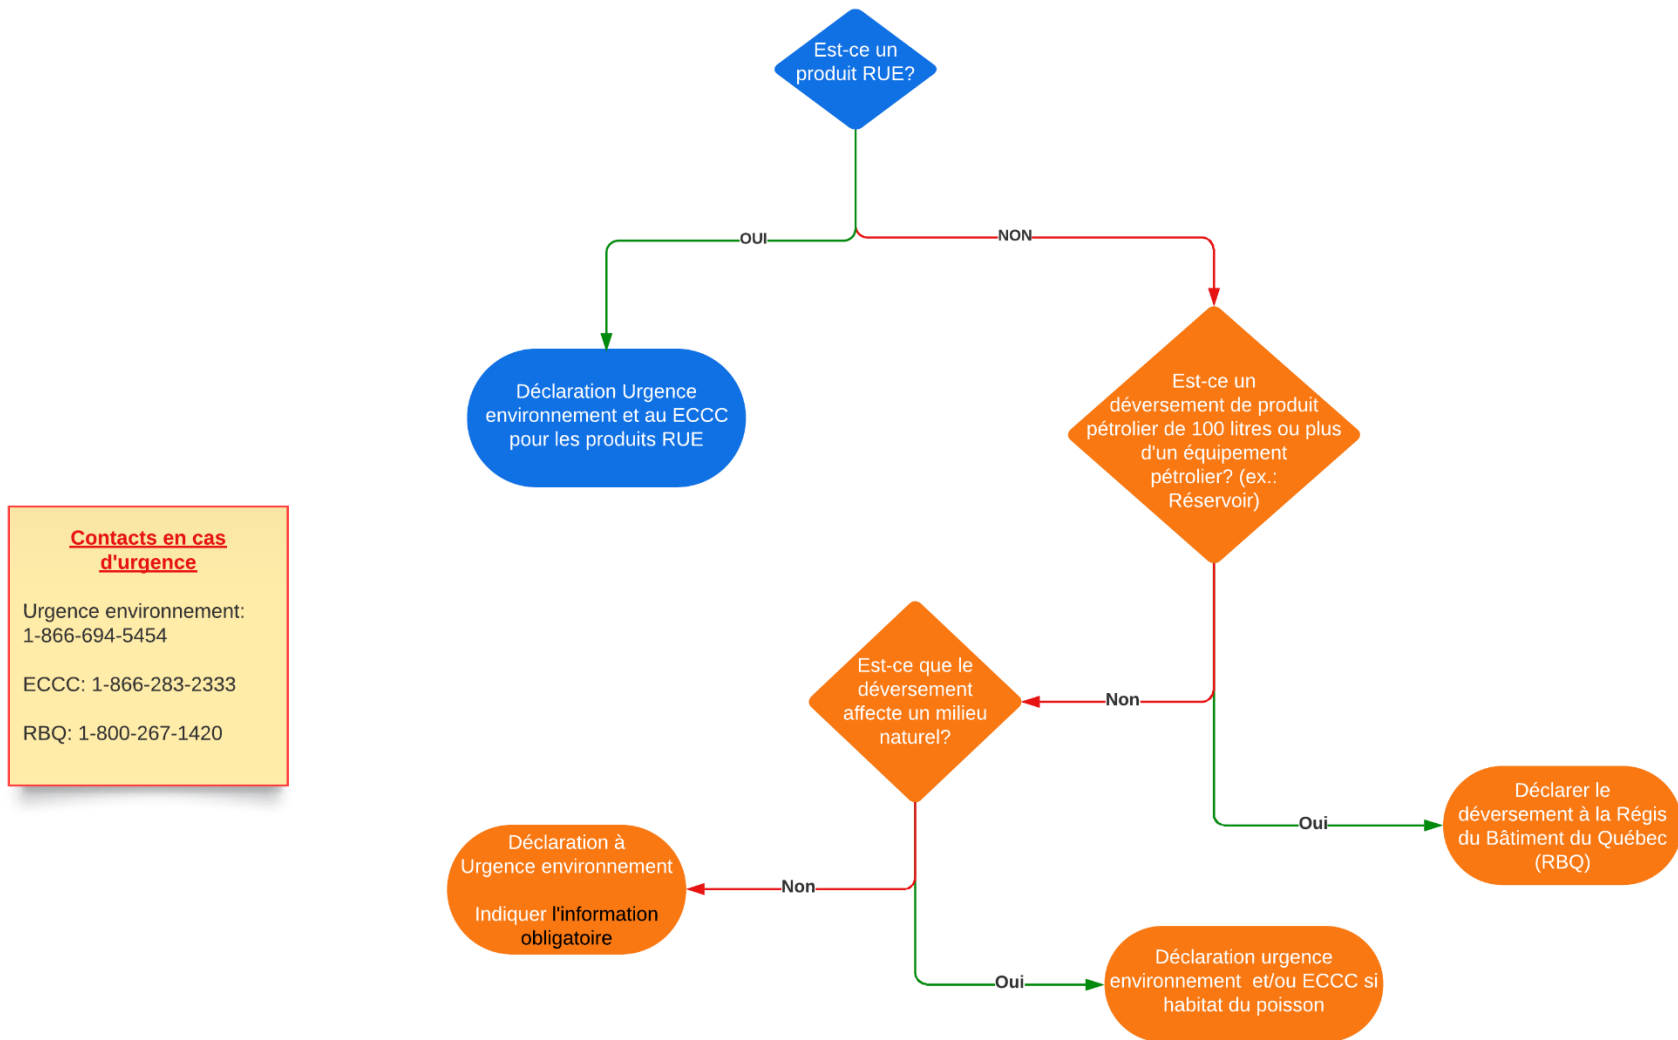 Est-ce un
produit RUE?
OUI
NON
Déclaration Urgence
environnement et au ECCC
pour les produits RUE
Est-ce un
déversement de produit
pétrolier de 100 litres ou plus
d'un équipement
pétrolier? (ex.:
Réservoir)
Contacts en cas
d'urgence
Urgence environnement:
1-866-694-5454
ECCC: 1-866-283-2333
RBQ: 1-800-267-1420
Est-ce que le
déversement
affecte un milieu
naturel?
Non
Oui
Déclarer le
déversement à la Régis
du Bâtiment du Québec
(RBQ)
Déclaration à
Urgence environnement
Indiquer l'information
obligatoire
Non
Oui
Déclaration urgence
environnement et/ou ECCC si
habitat du poisson